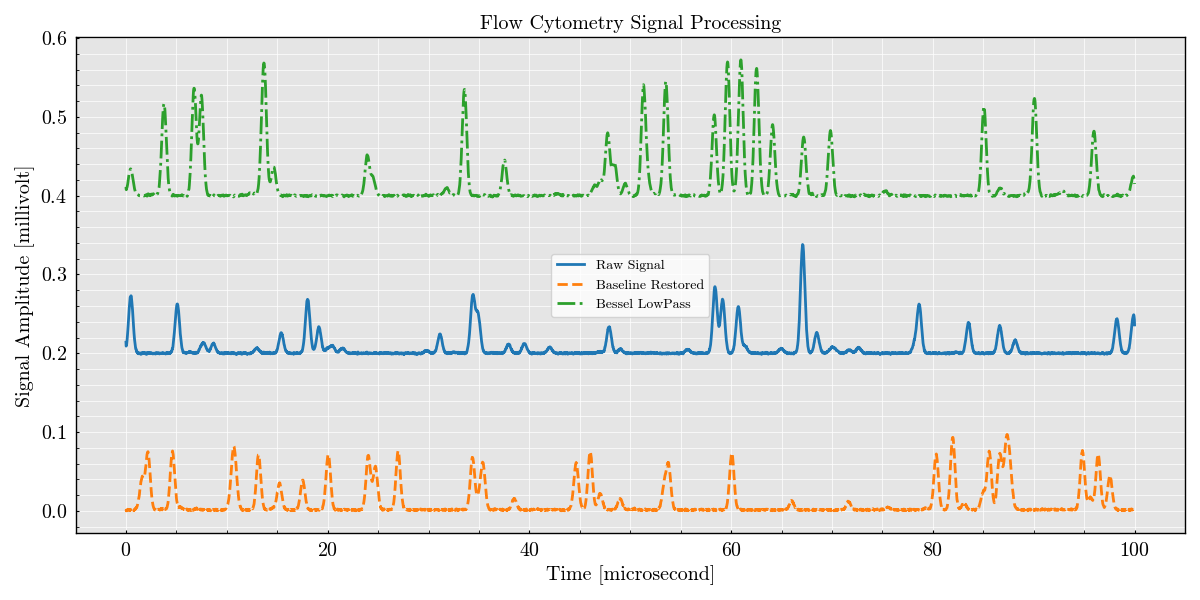 Flow Cytometry Signal Processing
0.6
0.5
0.4
0.3
0.2
0.1
0.0
Signal Amplitude [millivolt]
Raw Signal
Baseline Restored
Bessel LowPass
0 20 40 60 80 100
Time [microsecond]